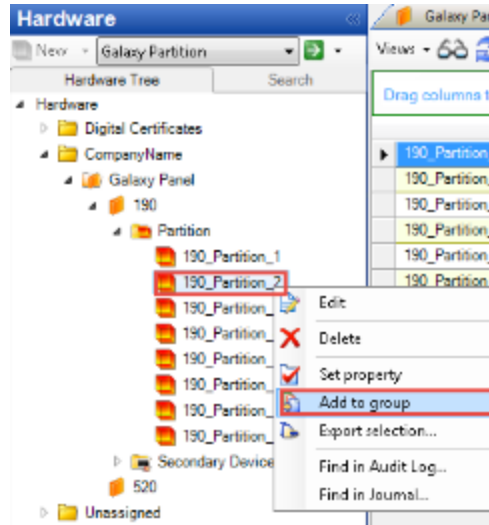 Hardware
New Galaxy Partition
Hardware Tree Search
Hardware
Digital Certificates
CompanyName
Galaxy Panel
190
Partition
190_Partition_1
190_Partition_2
190_Partition_
190_Partition_
190_Partition_
190_Partition_
190_Partition_
190_Partition_
Secondary Device
520
Unassigned
Galaxy Par
Views
Drag columns t
190_Partition
190_Partition_
190_Partition_
190_Partition_
190_Partition_
190_Partition
Edit
Delete
Set property
Add to group
Export selection...
Find in Audit Log...
Find in Journal...